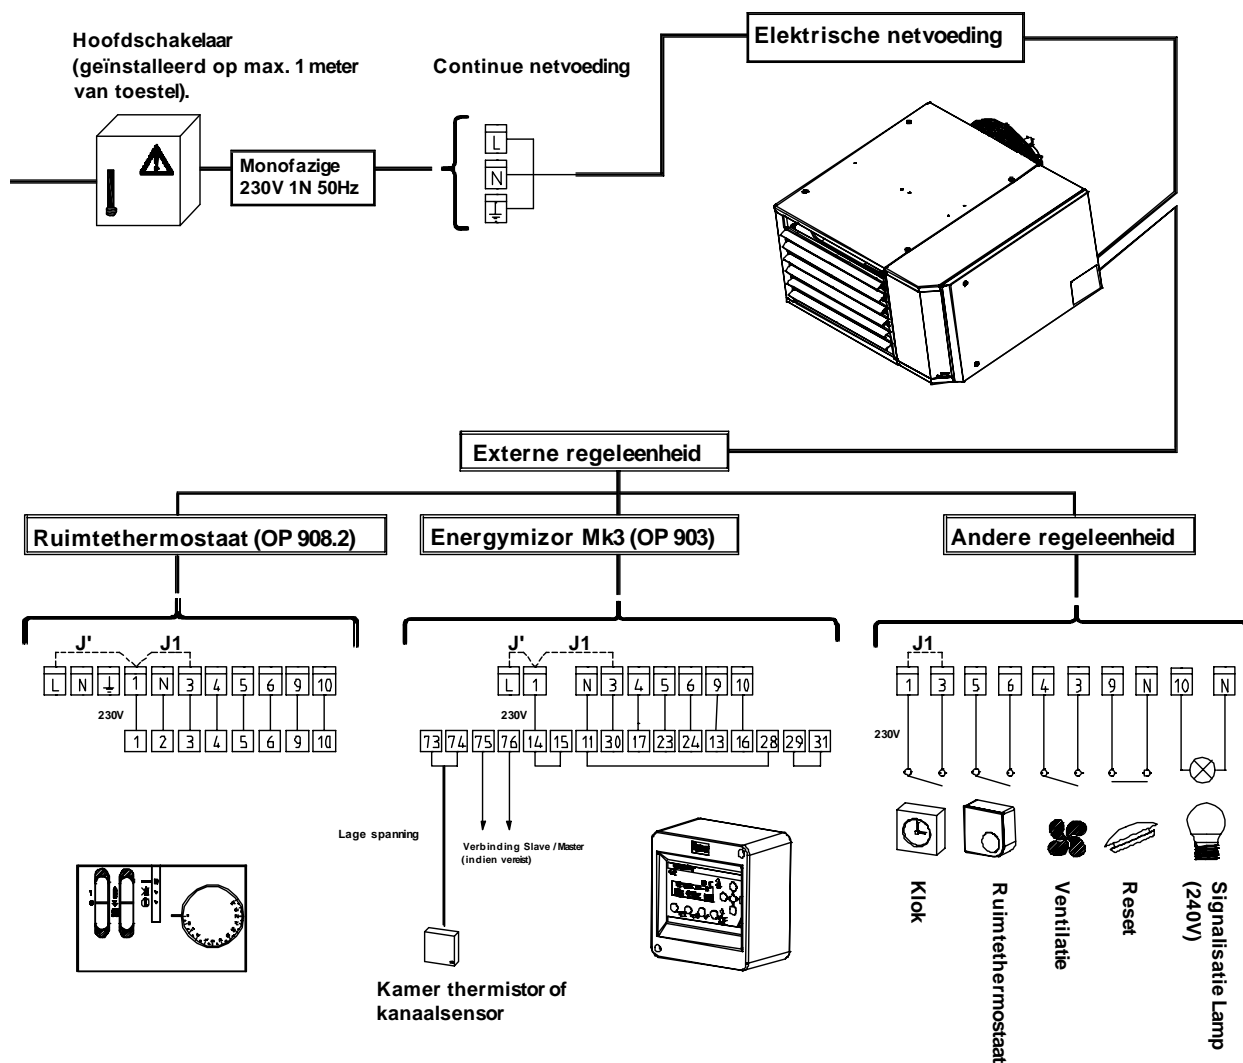 Hoofdschakelaar
(geïnstalleerd op max. 1 meter
van toestel).
Continue netvoeding
Elektrische netvoeding
L
N
Monofazige
230V 1N 50Hz
Externe regeleenheid
Ruimtethermostaat (OP 908.2)
Energymizor Mk3 (OP 903)
Andere regeleenheid
J' J1
L N 1 N 3 4 5 6 9 10
230V
1 2 3 4 5 6 9 10
J' J1
L 1 N 3 4 5 6 9 10
230V
73 74 75 76 14 15 11 30 17 23 24 13 16 28 29 31
Lage spanning
Verbinding Slave / Master
(indien vereist)
Kamer thermistor of
kanaalsensor
J1
1 3 5 6 4 3 9 N 10 N
230V
Klok
Ruimtethermostaat
Ventilatie
Reset
Signalisatie Lamp
(240V)